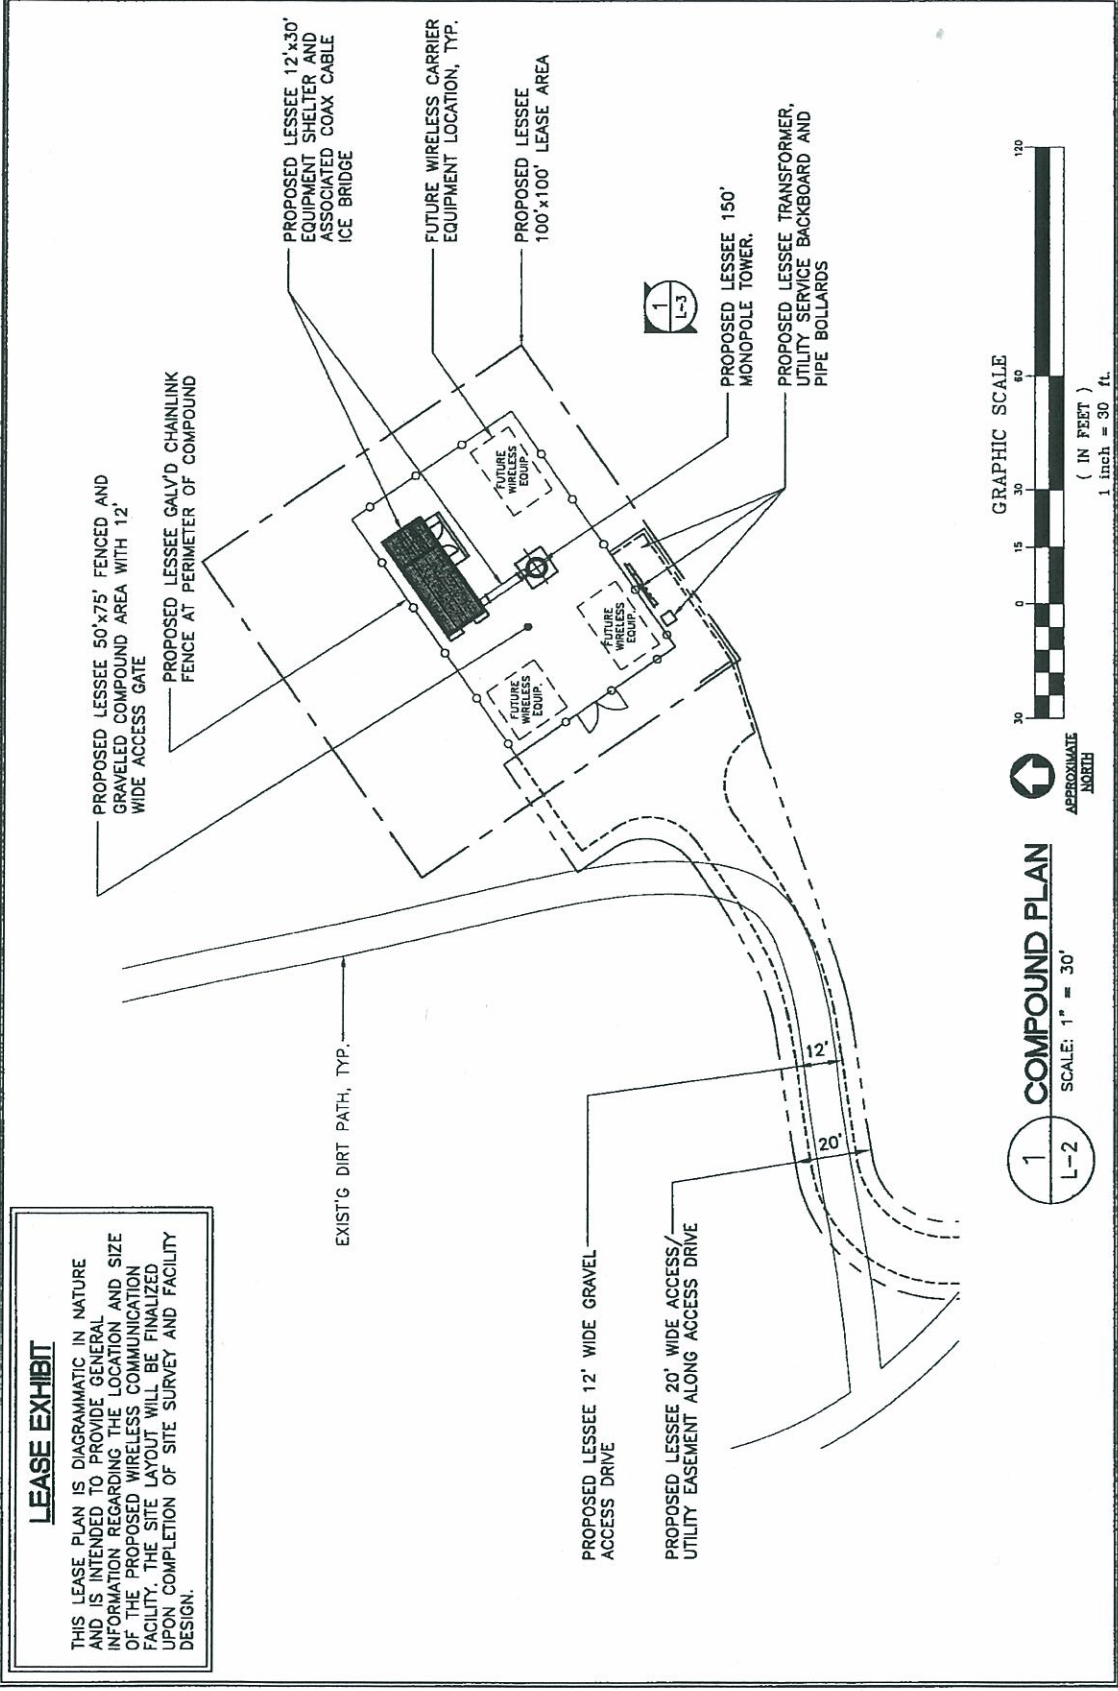 LEASE EXHIBIT
THIS LEASE PLAN IS DIAGRAMMATIC IN NATURE
AND IS INTENDED TO PROVIDE GENERAL
INFORMATION REGARDING THE LOCATION AND SIZE
OF THE PROPOSED WIRELESS COMMUNICATION
FACILITY. THE SITE LAYOUT WILL BE FINALIZED
UPON COMPLETION OF SITE SURVEY AND FACILITY
DESIGN.
PROPOSED LESSEE 50'x75' FENCED AND
GRAVELED COMPOUND AREA WITH 12'
WIDE ACCESS GATE
PROPOSED LESSEE GALV'D CHAINLINK
FENCE AT PERIMETER OF COMPOUND
PROPOSED LESSEE 12'x30'
EQUIPMENT SHELTER AND
ASSOCIATED COAX CABLE
ICE BRIDGE
FUTURE WIRELESS CARRIER
EQUIPMENT LOCATION, TYP.
PROPOSED LESSEE
100'x100' LEASE AREA
EXIST'G DIRT PATH, TYP.
FUTURE
WIRELESS
EQUIP.
FUTURE
WIRELESS
EQUIP.
FUTURE
WIRELESS
EQUIP.
1
L-3
PROPOSED LESSEE 150'
MONOPOLE TOWER.
PROPOSED LESSEE TRANSFORMER,
UTILITY SERVICE BACKBOARD AND
PIPE BOLLARDS
PROPOSED LESSEE 12' WIDE GRAVEL
ACCESS DRIVE
PROPOSED LESSEE 20' WIDE ACCESS/
UTILITY EASEMENT ALONG ACCESS DRIVE
12'
20'
1
L-2
COMPOUND PLAN
SCALE: 1" = 30'
APPROXIMATE
NORTH
GRAPHIC SCALE
30 0 15 30 60 120
( IN FEET )
1 inch = 30 ft.